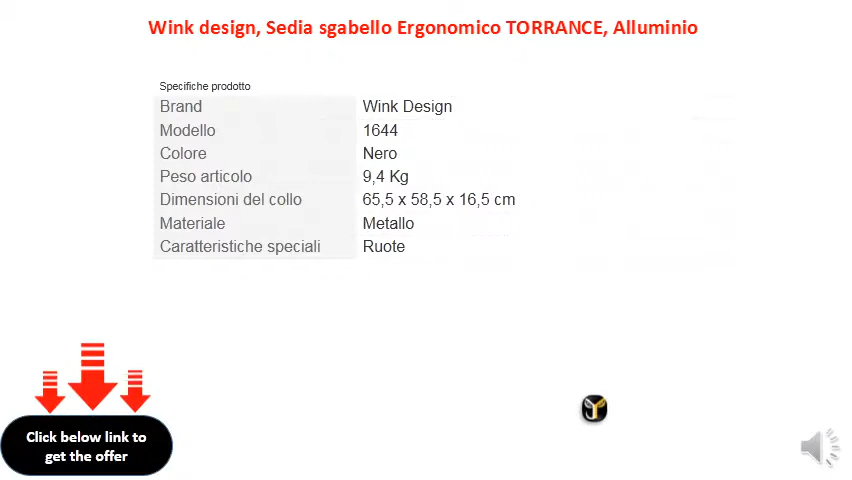 Wink design, Sedia sgabello Ergonomico TORRANCE, Alluminio
Specifiche prodotto
Brand Wink Design
Modello 1644
Colore Nero
Peso articolo 9,4 Kg
Dimensioni del collo 65,5 x 58,5 x 16,5 cm
Materiale Metallo
Caratteristiche speciali Ruote
Click below link to
get the offer